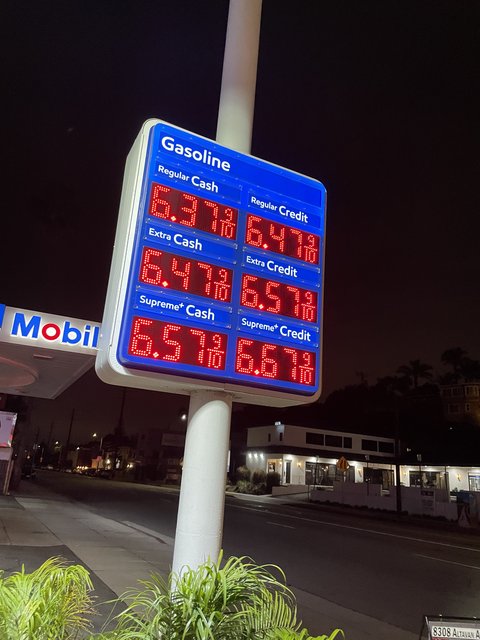 Gasoline
Regular Cash
Regular Credit
6.37 9/10
6.47 9/10
Extra Cash
Extra Credit
6.47 9/10
6.57 9/10
Supreme+ Cash
Supreme+ Credit
6.57 9/10
6.67 9/10
Mobil
8308 ALTAVAN A